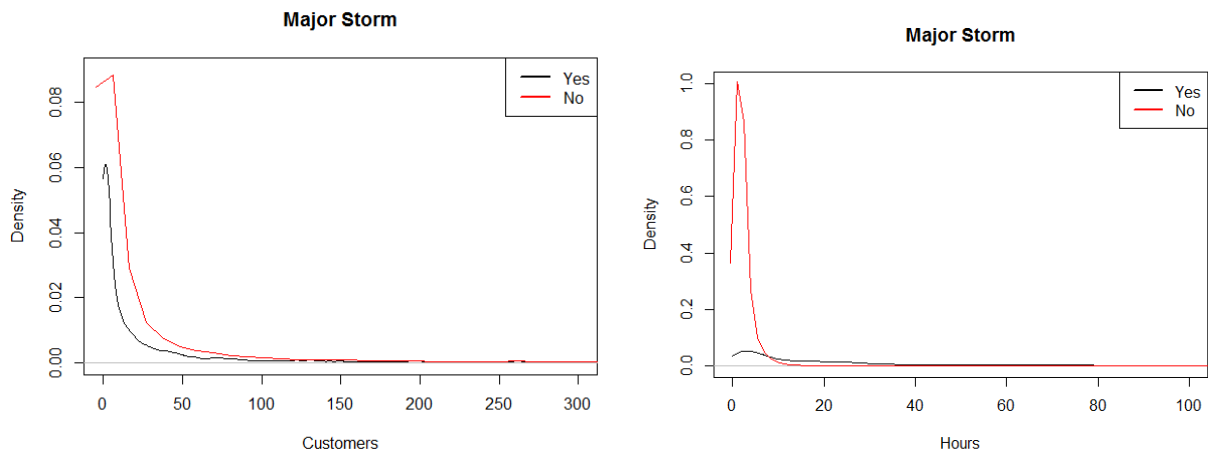 Major Storm
Yes
No
0.08
0.06
0.04
0.02
0.00
Density
0 50 100 150 200 250 300
Customers
Major Storm
Yes
No
1.0
0.8
0.6
0.4
0.2
0.0
Density
0 20 40 60 80 100
Hours